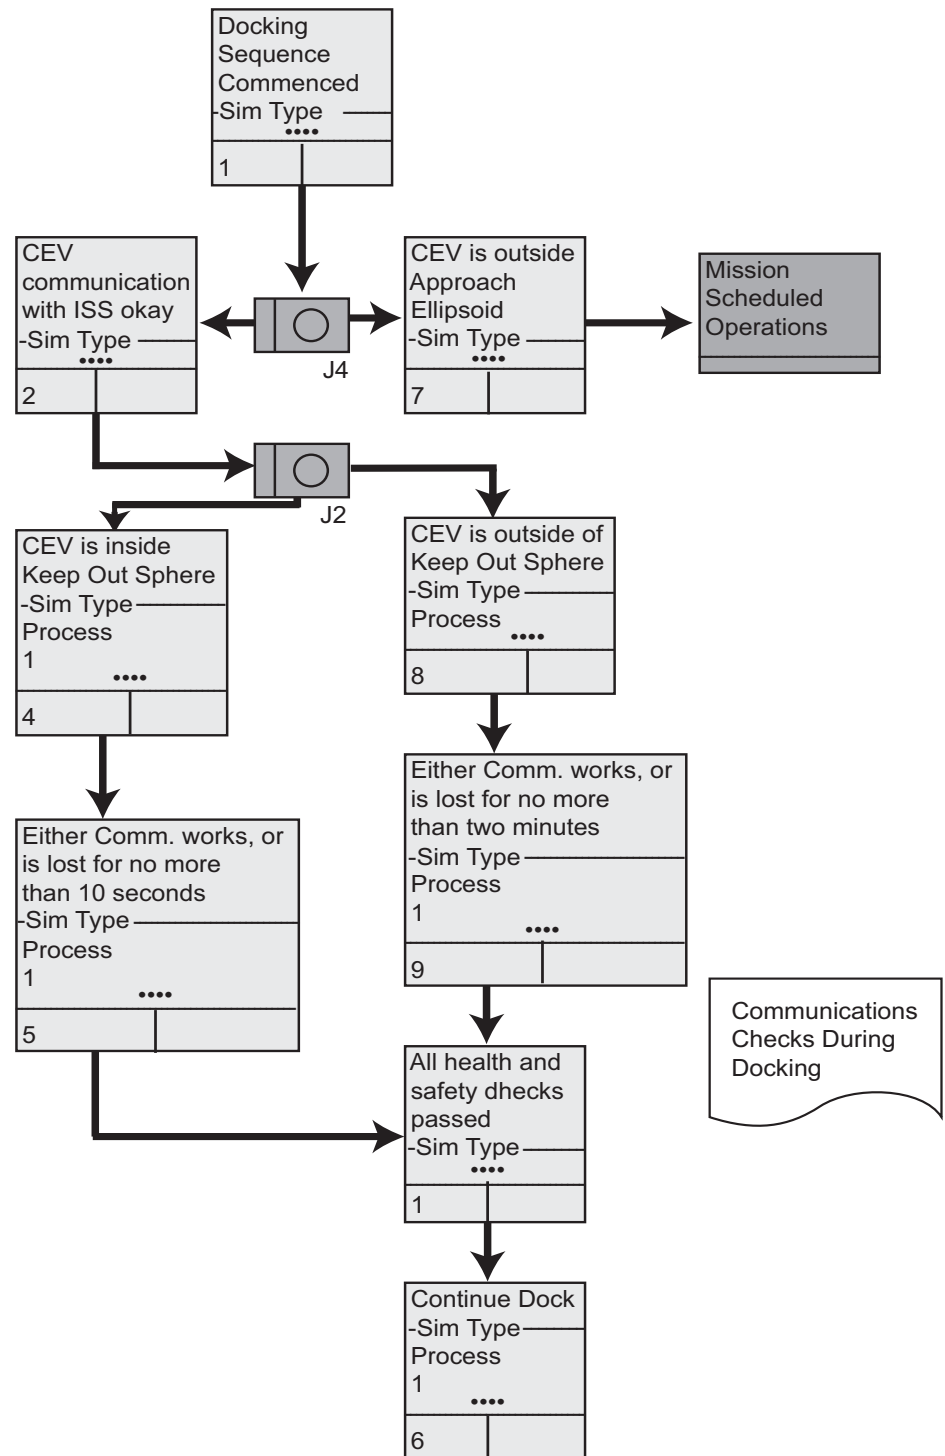 Docking
Sequence
Commenced
-Sim Type
••••
1
CEV
communication
with ISS okay
-Sim Type
••••
2
J4
CEV is outside
Approach
Ellipsoid
-Sim Type
••••
7
Mission
Scheduled
Operations
J2
CEV is inside
Keep Out Sphere
-Sim Type
Process
1
••••
4
CEV is outside of
Keep Out Sphere
-Sim Type
Process
••••
8
Either Comm. works, or
is lost for no more
than 10 seconds
-Sim Type
Process
1
••••
5
Either Comm. works, or
is lost for no more
than two minutes
-Sim Type
Process
1
••••
9
Communications
Checks During
Docking
All health and
safety dhecks
passed
-Sim Type
••••
1
Continue Dock
-Sim Type
Process
1
••••
6